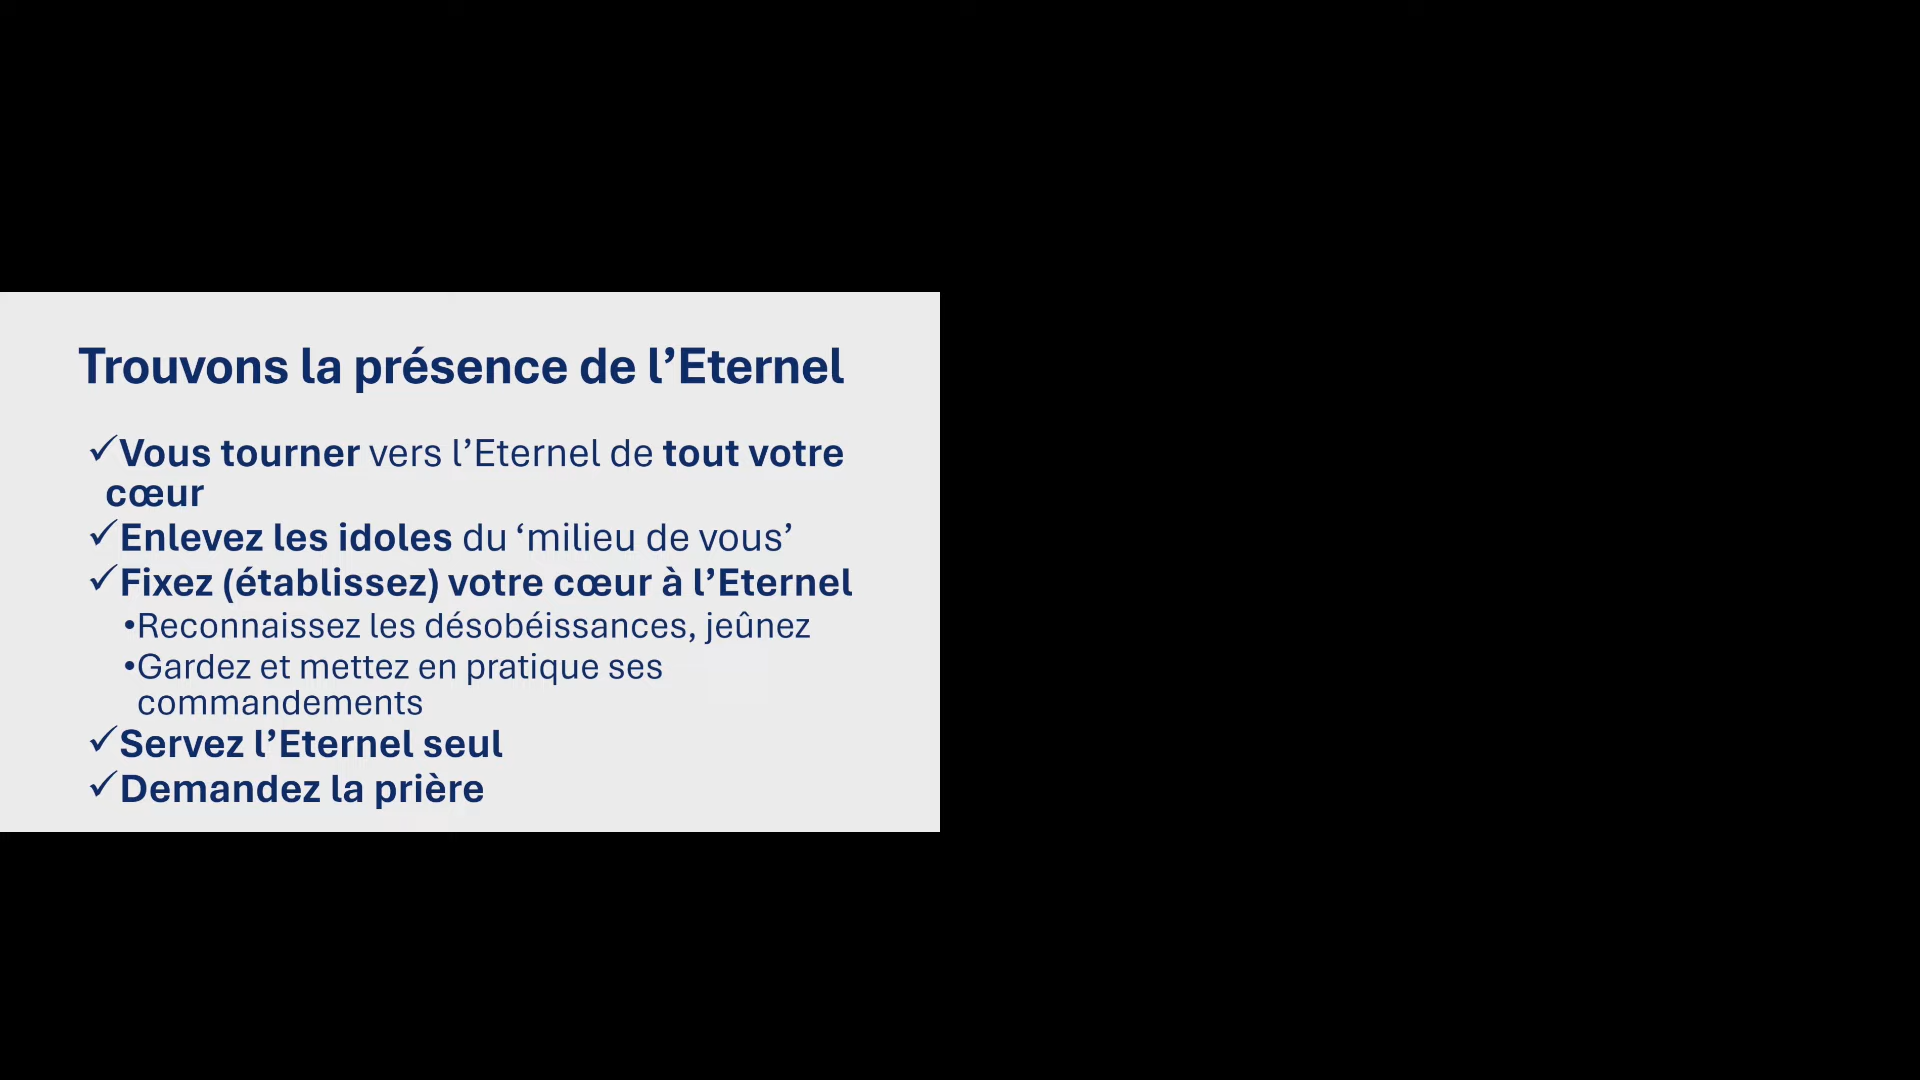 Trouvons la présence de l’Eternel
✓Vous tourner vers l’Eternel de tout votre
cœur
✓Enlevez les idoles du ‘milieu de vous’
✓Fixez (établissez) votre cœur à l’Eternel
•Reconnaissez les désobéissances, jeûnez
•Gardez et mettez en pratique ses
commandements
✓Servez l’Eternel seul
✓Demandez la prière